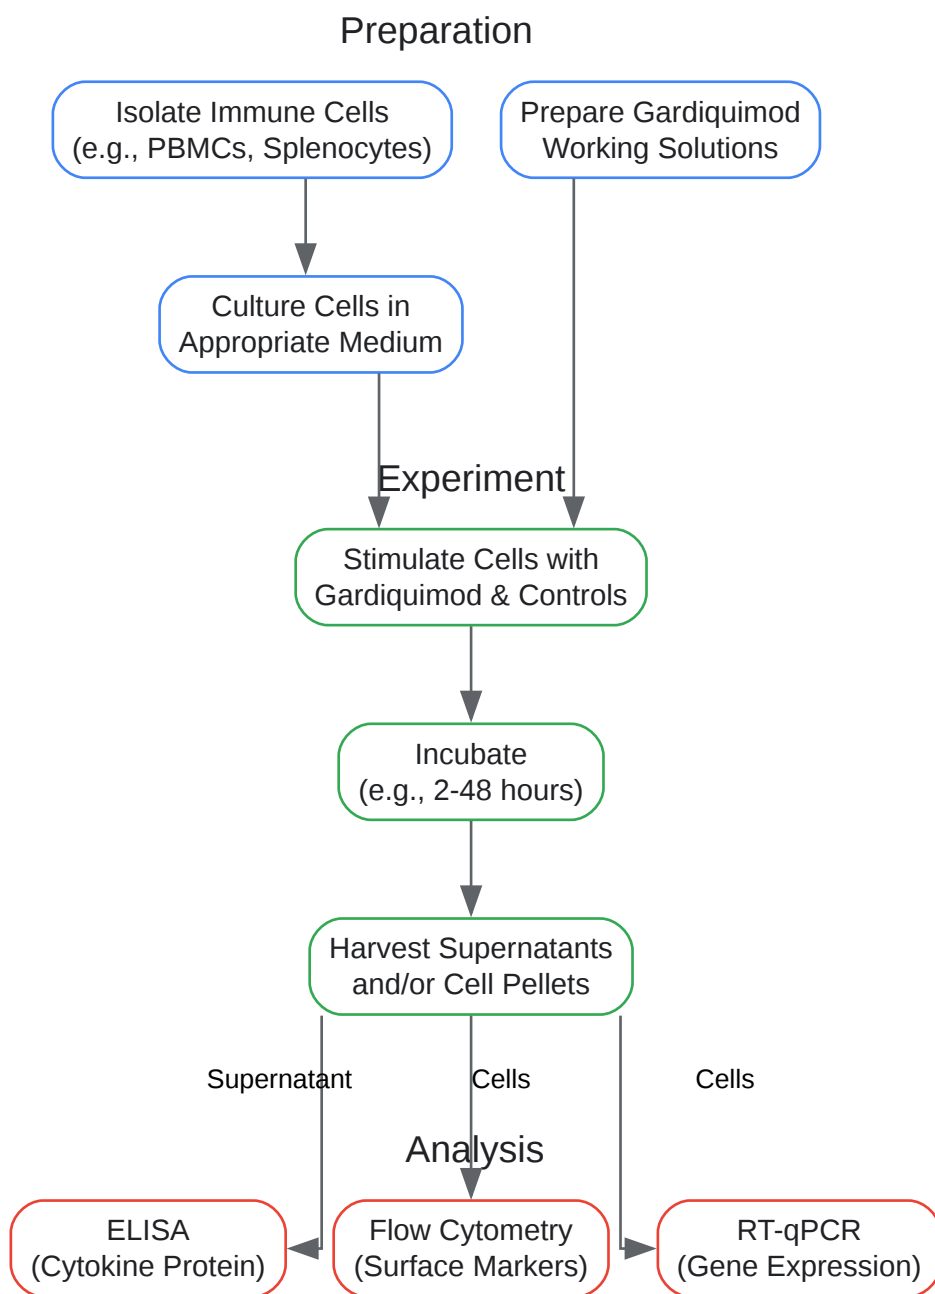 Preparation
Isolate Immune Cells
(e.g., PBMCs, Splenocytes)
Prepare Gardiquimod
Working Solutions
Culture Cells in
Appropriate Medium
Experiment
Stimulate Cells with
Gardiquimod & Controls
Incubate
(e.g., 2-48 hours)
Harvest Supernatants
and/or Cell Pellets
Supernatant
Cells
Cells
Analysis
ELISA
(Cytokine Protein)
Flow Cytometry
(Surface Markers)
RT-qPCR
(Gene Expression)